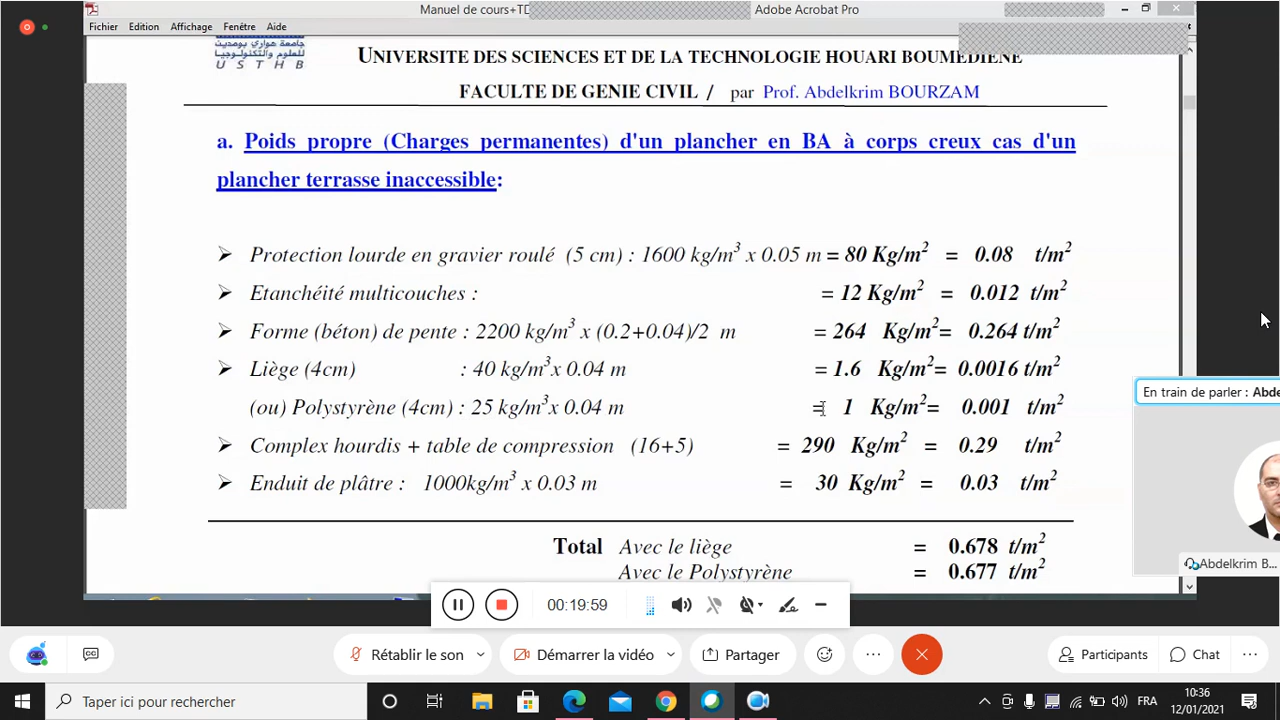 Manuel de cours+TD
Adobe Acrobat Pro
Fichier Edition Affichage Fenêtre Aide
جامعة هواري بومدين
للعلوم والتكنولوجيا
U S T H B
UNIVERSITE DES SCIENCES ET DE LA TECHNOLOGIE HOUARI BOUMEDIENE
FACULTE DE GENIE CIVIL / par Prof. Abdelkrim BOURZAM
a. Poids propre (Charges permanentes) d'un plancher en BA à corps creux cas d'un
plancher terrasse inaccessible:
➢ Protection lourde en gravier roulé (5 cm) : 1600 kg/m³ x 0.05 m = 80 Kg/m² = 0.08 t/m²
➢ Etanchéité multicouches : = 12 Kg/m² = 0.012 t/m²
➢ Forme (béton) de pente : 2200 kg/m³ x (0.2+0.04)/2 m = 264 Kg/m²= 0.264 t/m²
➢ Liège (4cm) : 40 kg/m³x 0.04 m = 1.6 Kg/m²= 0.0016 t/m²
(ou) Polystyrène (4cm) : 25 kg/m³x 0.04 m = 1 Kg/m²= 0.001 t/m²
➢ Complex hourdis + table de compression (16+5) = 290 Kg/m² = 0.29 t/m²
➢ Enduit de plâtre : 1000kg/m³ x 0.03 m = 30 Kg/m² = 0.03 t/m²
Total Avec le liège = 0.678 t/m²
Avec le Polystyrène = 0.677 t/m²
En train de parler : Abde
Abdelkrim B...
00:19:59
Rétablir le son Démarrer la vidéo Partager Participants Chat
Taper ici pour rechercher
FRA
10:36
12/01/2021